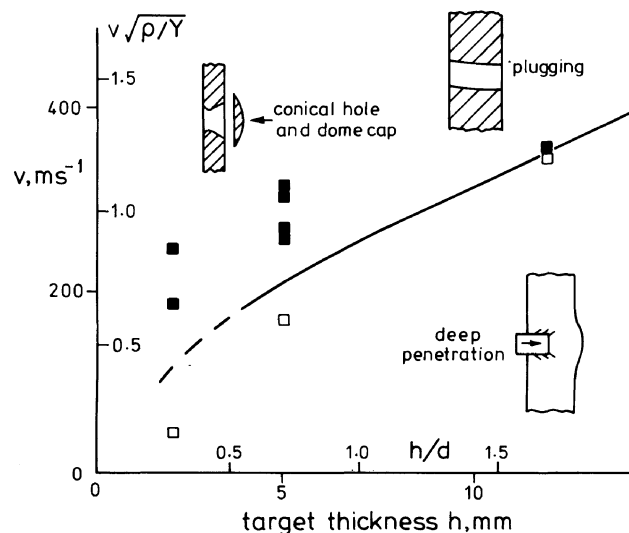 v√ρ/Y
1.5
400
v, ms⁻¹
1.0
200
0.5
0
conical hole
and dome cap
plugging
deep
penetration
0.5
h/d
1.0
1.5
0
5
10
target thickness h, mm